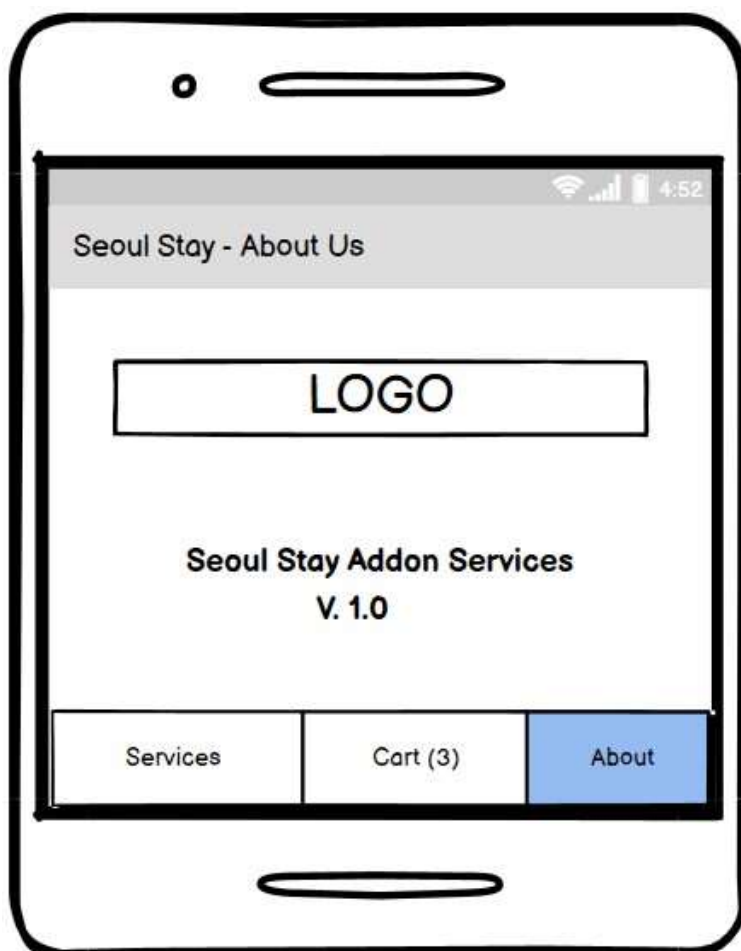 4:52
Seoul Stay - About Us
LOGO
Seoul Stay Addon Services
V. 1.0
Services
Cart (3)
About